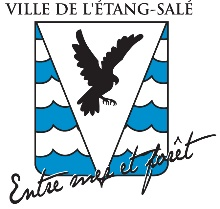 VILLE DE L'ÉTANG-SALÉ
Entre mer et forêt